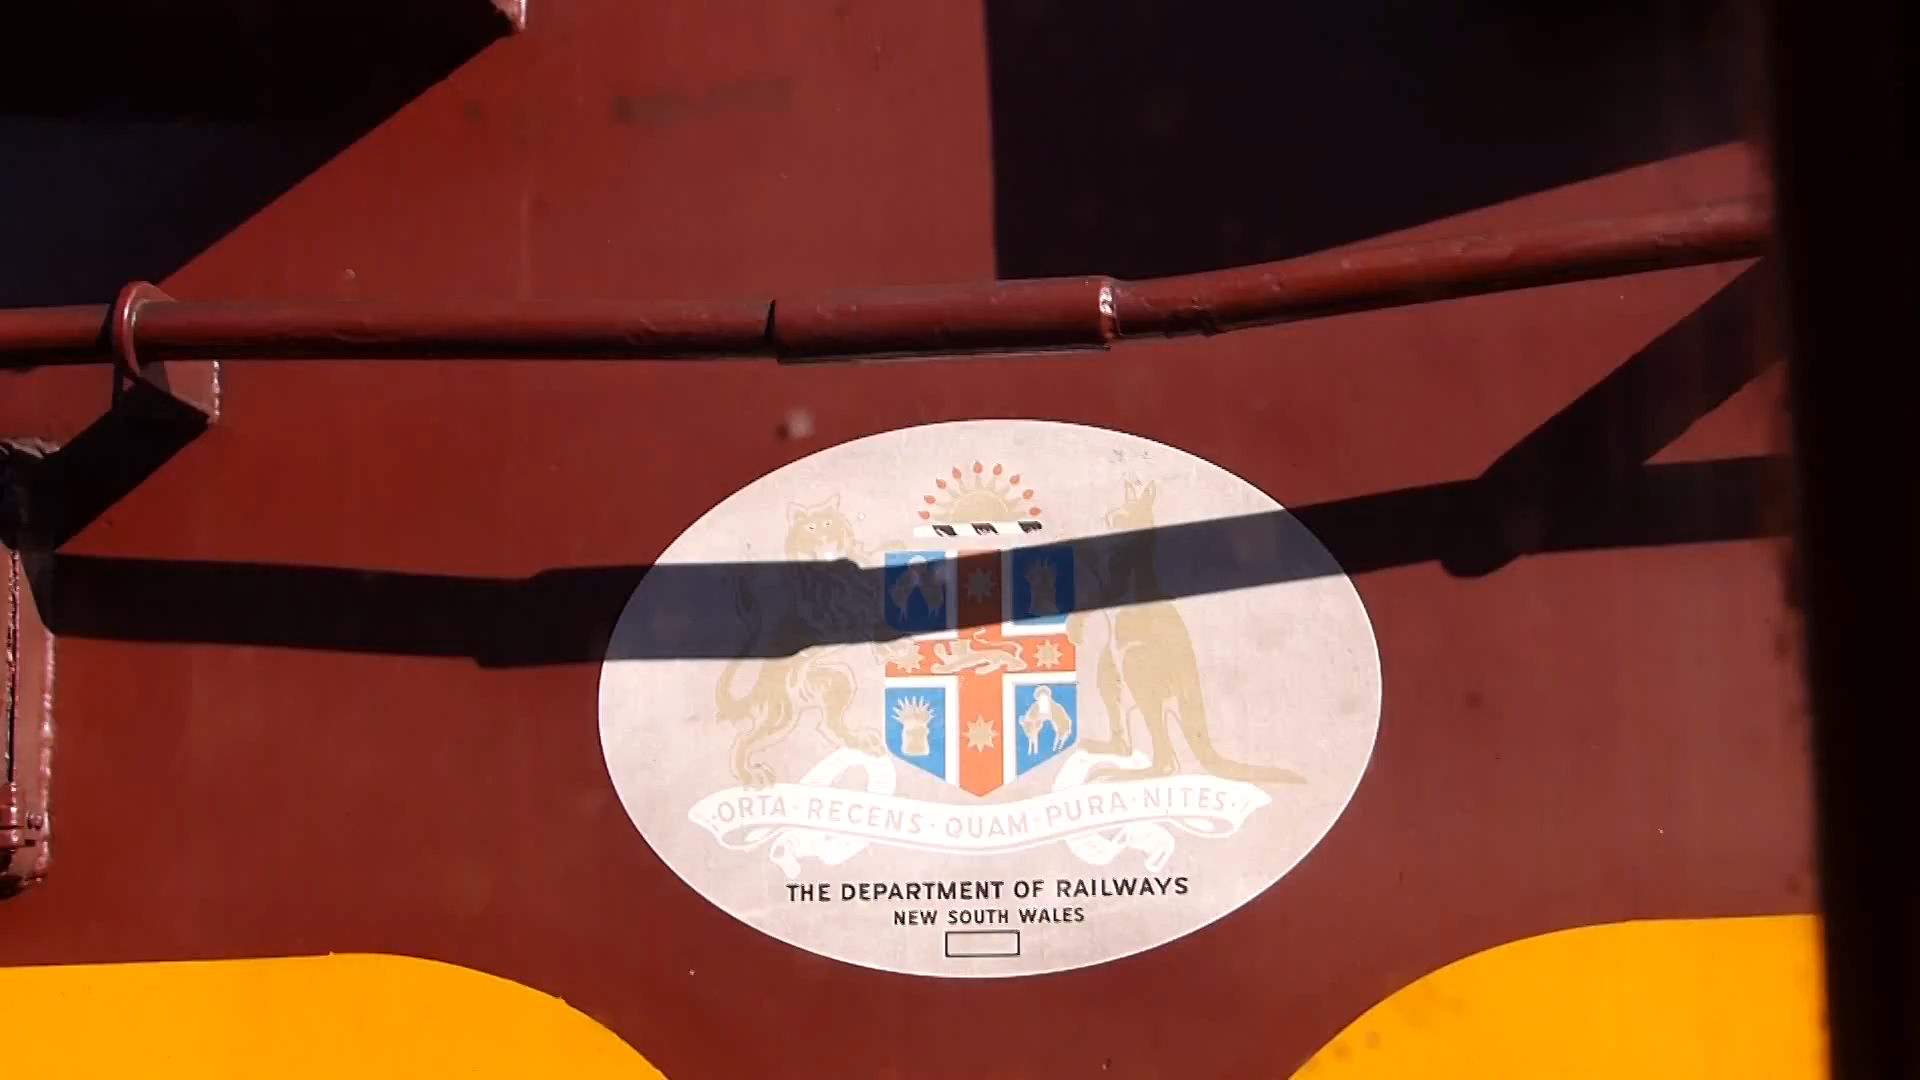 ORTA·RECENS·QUAM·PURA·NITES·
THE DEPARTMENT OF RAILWAYS
NEW SOUTH WALES